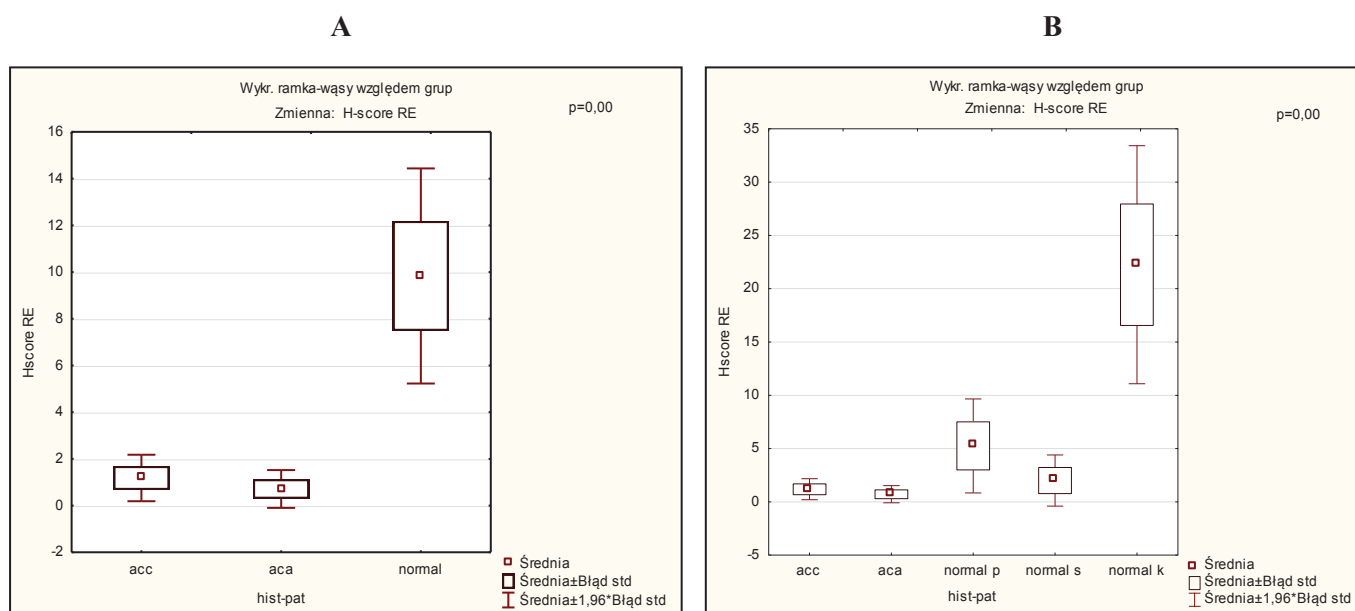 A
Wykr. ramka-wąsy względem grup
Zmienna: H-score RE
p=0,00
16
14
12
10
8
6
4
2
0
-2
Hscore RE
acc aca normal
hist-pat
Średnia
Średnia±Błąd std
Średnia±1,96*Błąd std
B
Wykr. ramka-wąsy względem grup
Zmienna: H-score RE
p=0,00
35
30
25
20
15
10
5
0
-5
Hscore RE
acc aca normal p normal s normal k
hist-pat
Średnia
Średnia±Błąd std
Średnia±1,96*Błąd std